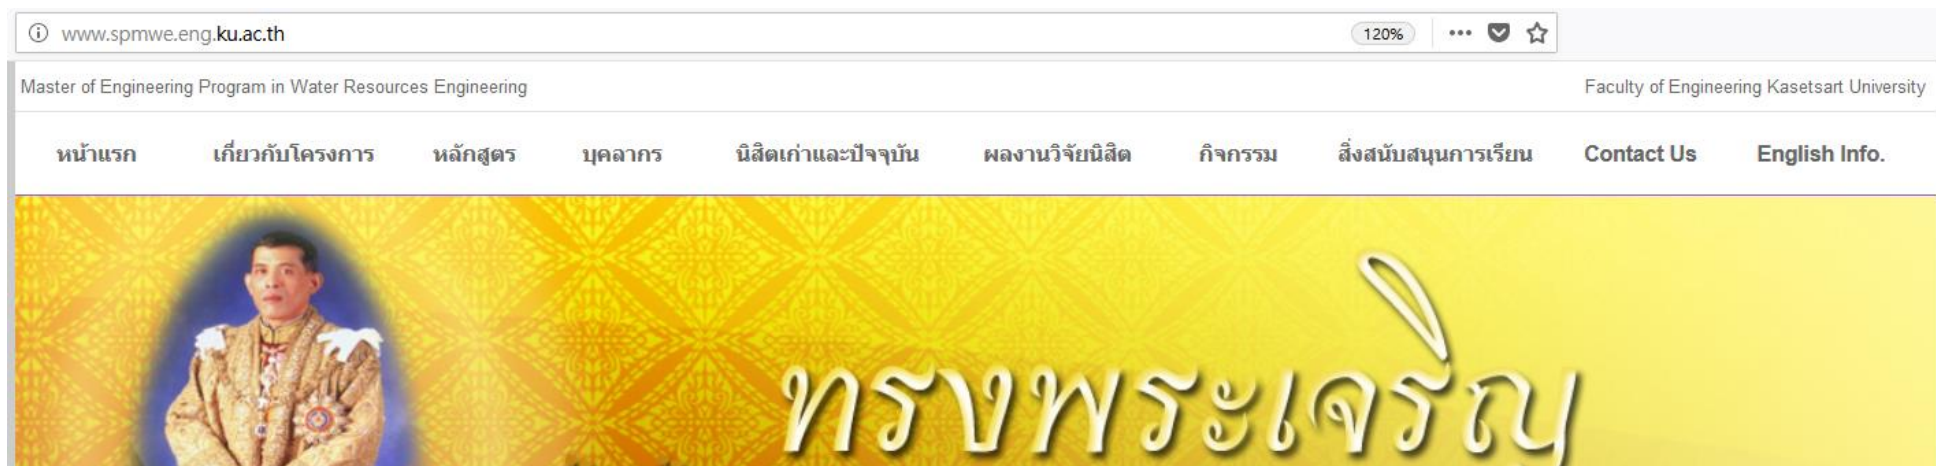 www.spmwe.eng.ku.ac.th 120%
Master of Engineering Program in Water Resources Engineering Faculty of Engineering Kasetsart University
หน้าแรก เกี่ยวกับโครงการ หลักสูตร บุคลากร นิสิตเก่าและปัจจุบัน ผลงานวิจัยนิสิต กิจกรรม สิ่งสนับสนุนการเรียน Contact Us English Info.
ทรงพระเจริญ